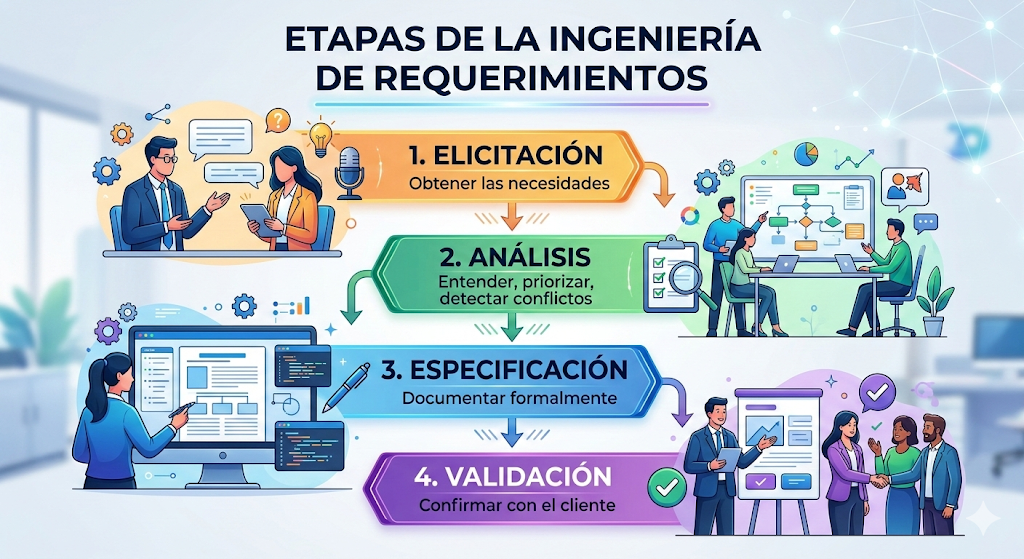 ETAPAS DE LA INGENIERÍA
DE REQUERIMIENTOS
1. ELICITACIÓN
Obtener las necesidades
2. ANÁLISIS
Entender, priorizar,
detectar conflictos
3. ESPECIFICACIÓN
Documentar formalmente
4. VALIDACIÓN
Confirmar con el cliente